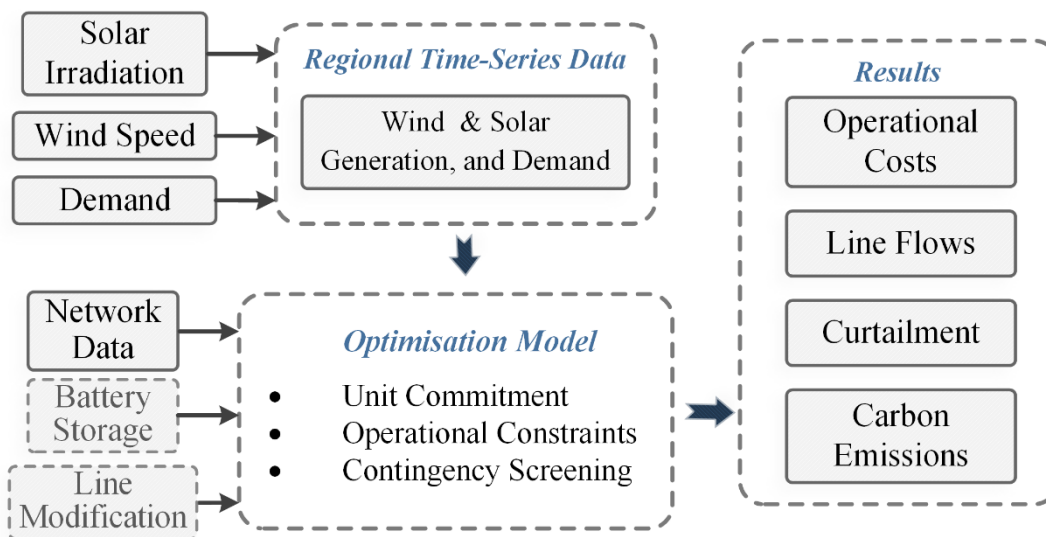 Solar
Irradiation
Wind Speed
Demand
Regional Time-Series Data
Wind & Solar
Generation, and Demand
Network
Data
Battery
Storage
Line
Modification
Optimisation Model
• Unit Commitment
• Operational Constraints
• Contingency Screening
Results
Operational
Costs
Line Flows
Curtailment
Carbon
Emissions